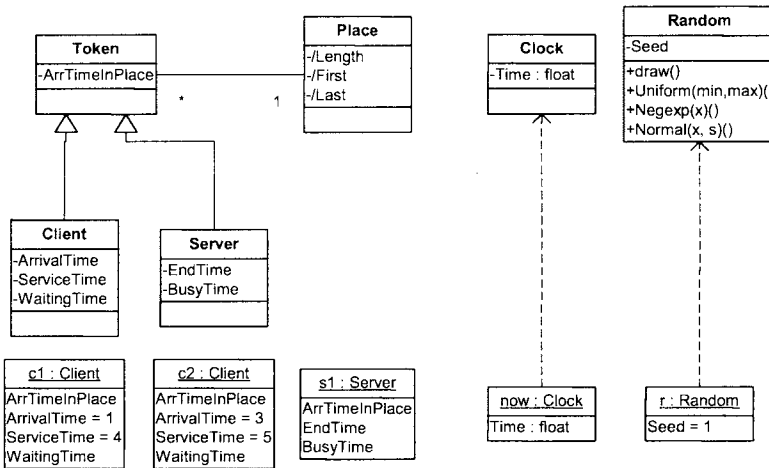 Token
-ArrTimeInPlace
*
1
Place
-/Length
-/First
-/Last
Clock
-Time : float
Random
-Seed
+draw()
+Uniform(min,max)(
+Negexp(x)()
+Normal(x, s)()
Client
-ArrivalTime
-ServiceTime
-WaitingTime
Server
-EndTime
-BusyTime
c1 : Client
ArrTimeInPlace
ArrivalTime = 1
ServiceTime = 4
WaitingTime
c2 : Client
ArrTimeInPlace
ArrivalTime = 3
ServiceTime = 5
WaitingTime
s1 : Server
ArrTimeInPlace
EndTime
BusyTime
now : Clock
Time : float
r : Random
Seed = 1